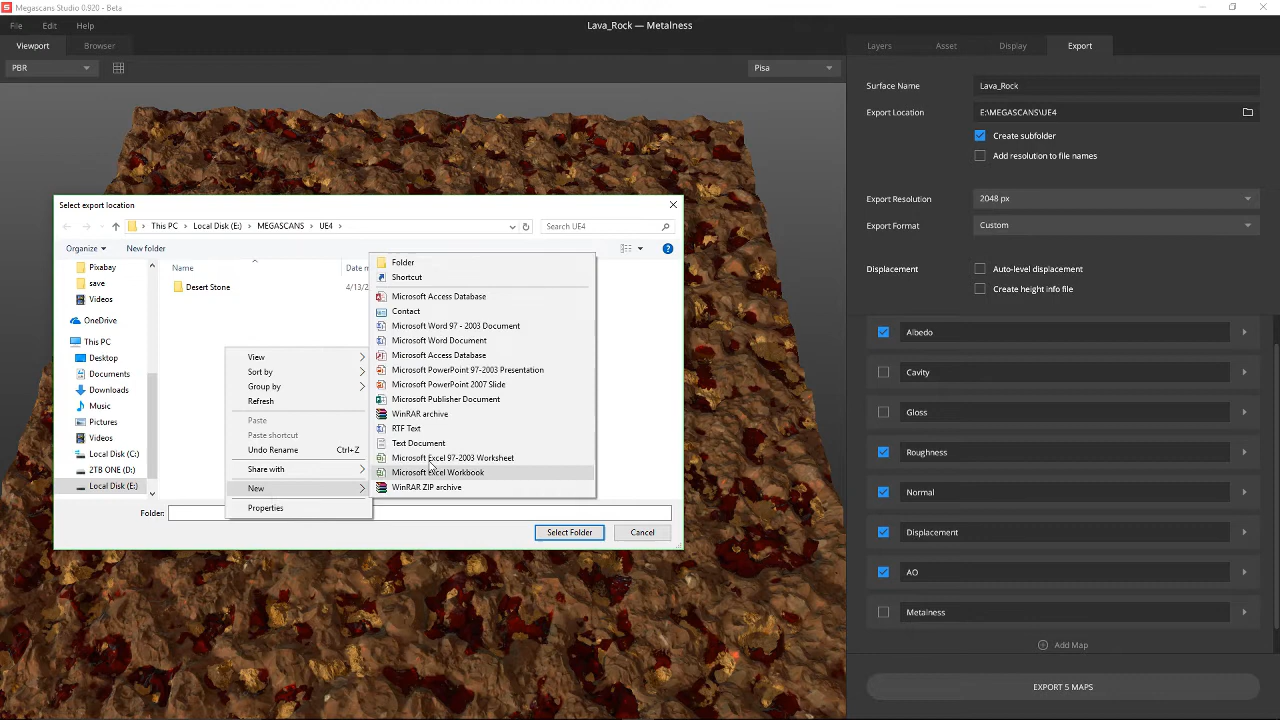 Megascans Studio 0.920 - Beta
File Edit Help
Lava_Rock — Metalness
Viewport Browser
Layers Asset Display Export
PBR
Pisa
Surface Name Lava_Rock
Export Location E:\MEGASCANS\UE4
Create subfolder
Add resolution to file names
Export Resolution 2048 px
Export Format Custom
Displacement Auto-level displacement
Create height info file
Albedo
Cavity
Gloss
Roughness
Normal
Displacement
AO
Metalness
Add Map
EXPORT 5 MAPS
Select export location
This PC > Local Disk (E:) > MEGASCANS > UE4 >
Search UE4
Organize New folder
Pixabay
save
Videos
OneDrive
This PC
Desktop
Documents
Downloads
Music
Pictures
Videos
Local Disk (C:)
2TB ONE (D:)
Local Disk (E:)
Name Date m
Desert Stone 4/13/2
View
Sort by
Group by
Refresh
Paste
Paste shortcut
Undo Rename Ctrl+Z
Share with
New
Properties
Folder
Shortcut
Microsoft Access Database
Contact
Microsoft Word 97 - 2003 Document
Microsoft Word Document
Microsoft Access Database
Microsoft PowerPoint 97-2003 Presentation
Microsoft PowerPoint 2007 Slide
Microsoft Publisher Document
WinRAR archive
RTF Text
Text Document
Microsoft Excel 97-2003 Worksheet
Microsoft Excel Workbook
WinRAR ZIP archive
Folder:
Select Folder Cancel